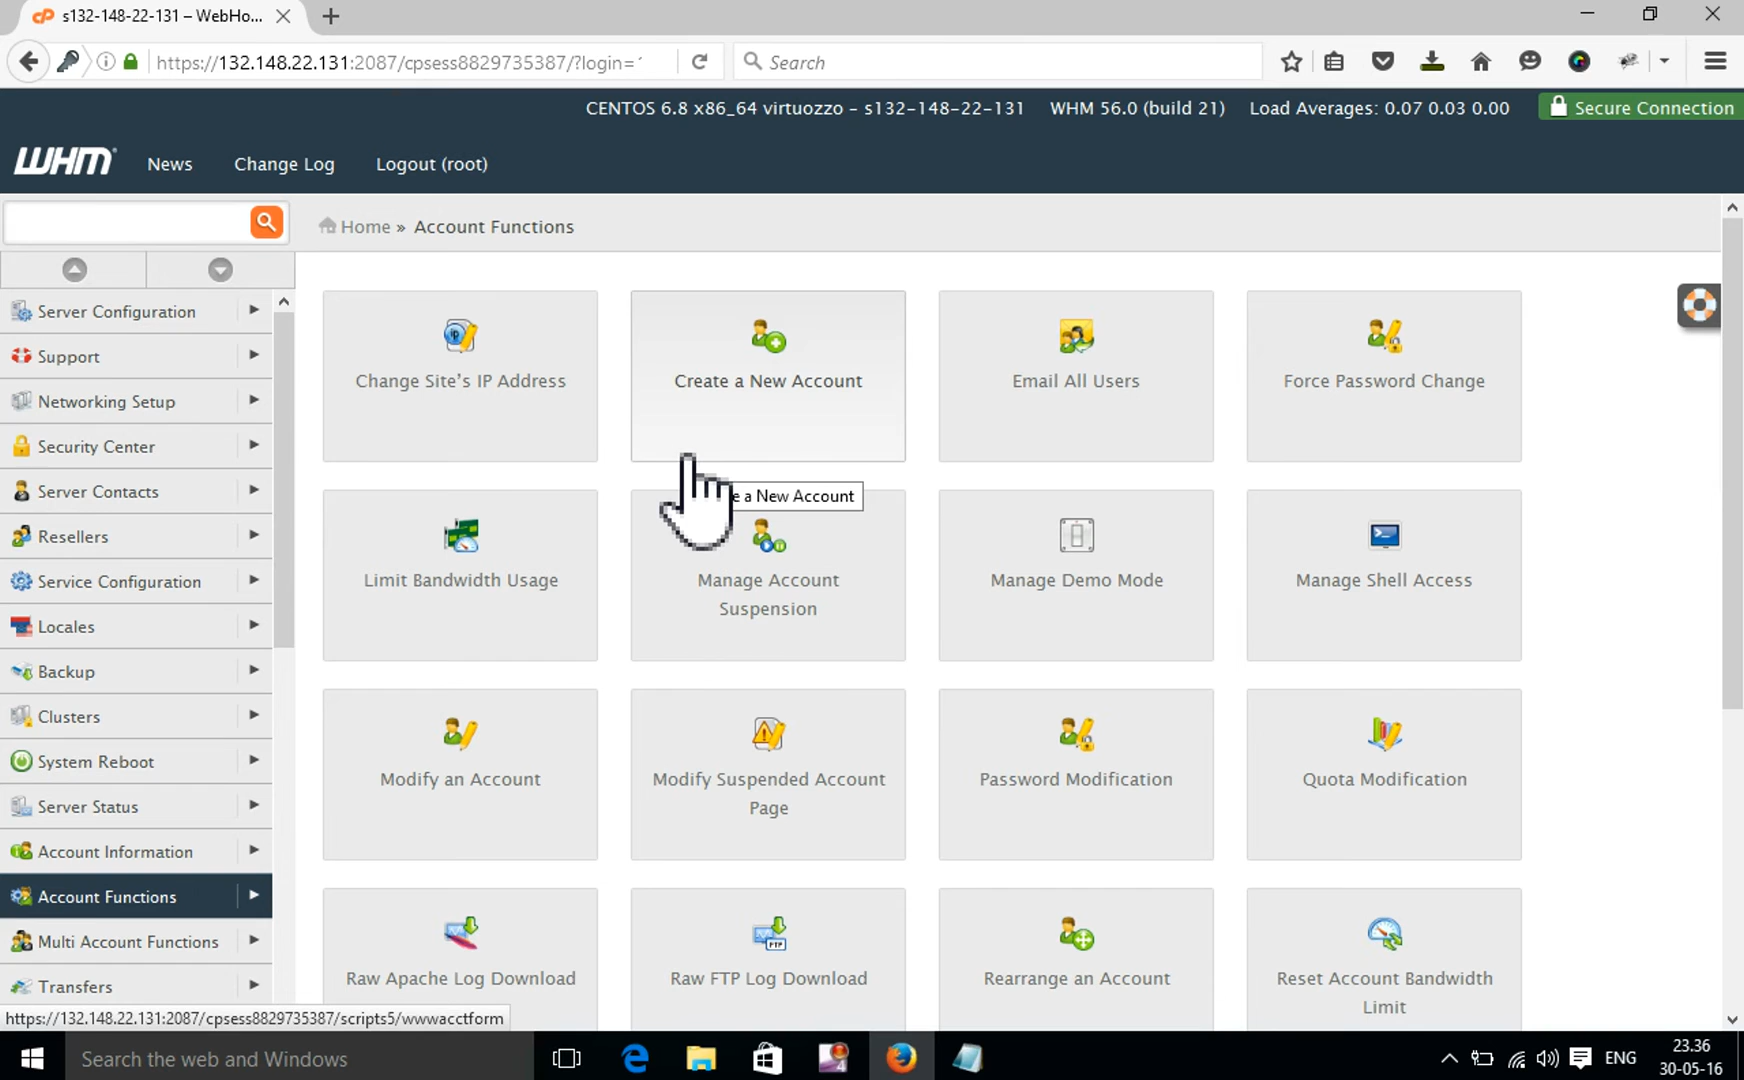 s132-148-22-131 – WebHo...
https://132.148.22.131:2087/cpsess8829735387/?login=
Search
CENTOS 6.8 x86_64 virtuozzo – s132-148-22-131 WHM 56.0 (build 21) Load Averages: 0.07 0.03 0.00 Secure Connection
WHM News Change Log Logout (root)
Home » Account Functions
Server Configuration
Support
Networking Setup
Security Center
Server Contacts
Resellers
Service Configuration
Locales
Backup
Clusters
System Reboot
Server Status
Account Information
Account Functions
Multi Account Functions
Transfers
Change Site's IP Address
Create a New Account
Email All Users
Force Password Change
e a New Account
Limit Bandwidth Usage
Manage Account
Suspension
Manage Demo Mode
Manage Shell Access
Modify an Account
Modify Suspended Account
Page
Password Modification
Quota Modification
Raw Apache Log Download
FTP
Raw FTP Log Download
Rearrange an Account
Reset Account Bandwidth
Limit
https://132.148.22.131:2087/cpsess8829735387/scripts5/wwwacctform
Search the web and Windows
4
ENG
23.36
30-05-16